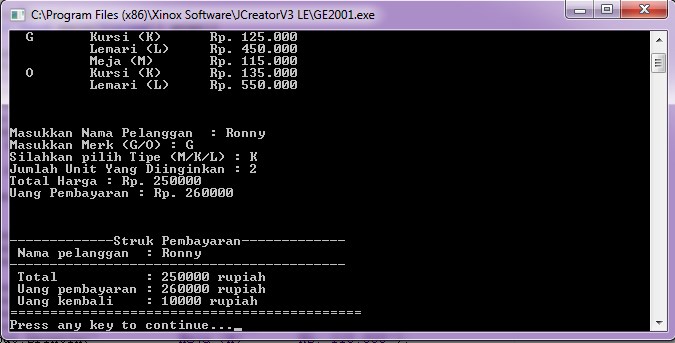 C:\Program Files (x86)\Xinox Software\JCreatorV3 LE\GE2001.exe
G Kursi (K) Rp. 125.000
Lemari (L) Rp. 450.000
Meja (M) Rp. 115.000
O Kursi (K) Rp. 135.000
Lemari (L) Rp. 550.000
Masukkan Nama Pelanggan : Ronny
Masukkan Merk (G/O) : G
Silahkan pilih Tipe (M/K/L) : K
Jumlah Unit Yang Diinginkan : 2
Total Harga : Rp. 250000
Uang Pembayaran : Rp. 260000
-------------Struk Pembayaran-------------
Nama pelanggan : Ronny
------------------------------------------
Total : 250000 rupiah
Uang pembayaran : 260000 rupiah
Uang kembali : 10000 rupiah
============================================
Press any key to continue..._